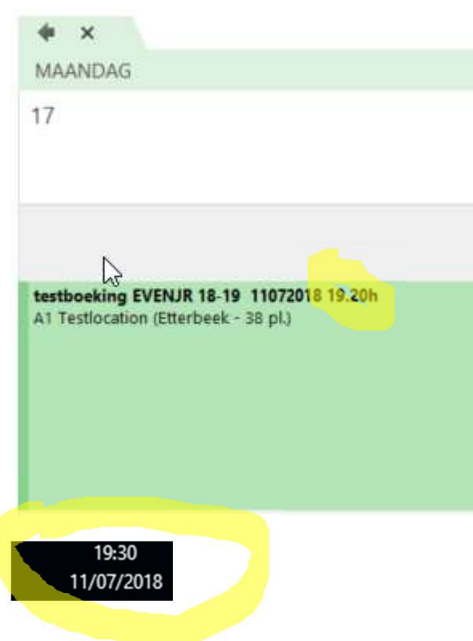 MAANDAG
17
testboeking EVENJR 18-19 11072018 19.20h
A1 Testlocation (Etterbeek - 38 pl.)
19:30
11/07/2018